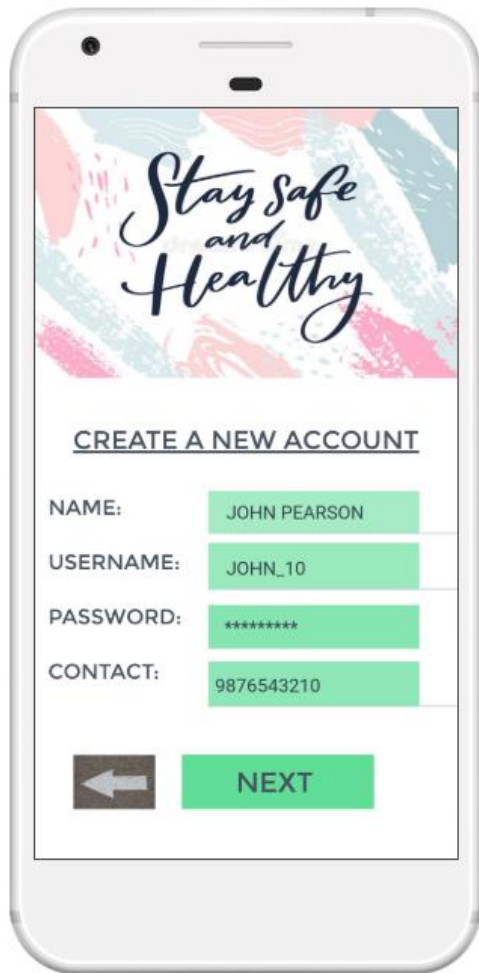 Stay safe
and
Healthy
CREATE A NEW ACCOUNT
NAME: JOHN PEARSON
USERNAME: JOHN_10
PASSWORD: *********
CONTACT: 9876543210
NEXT